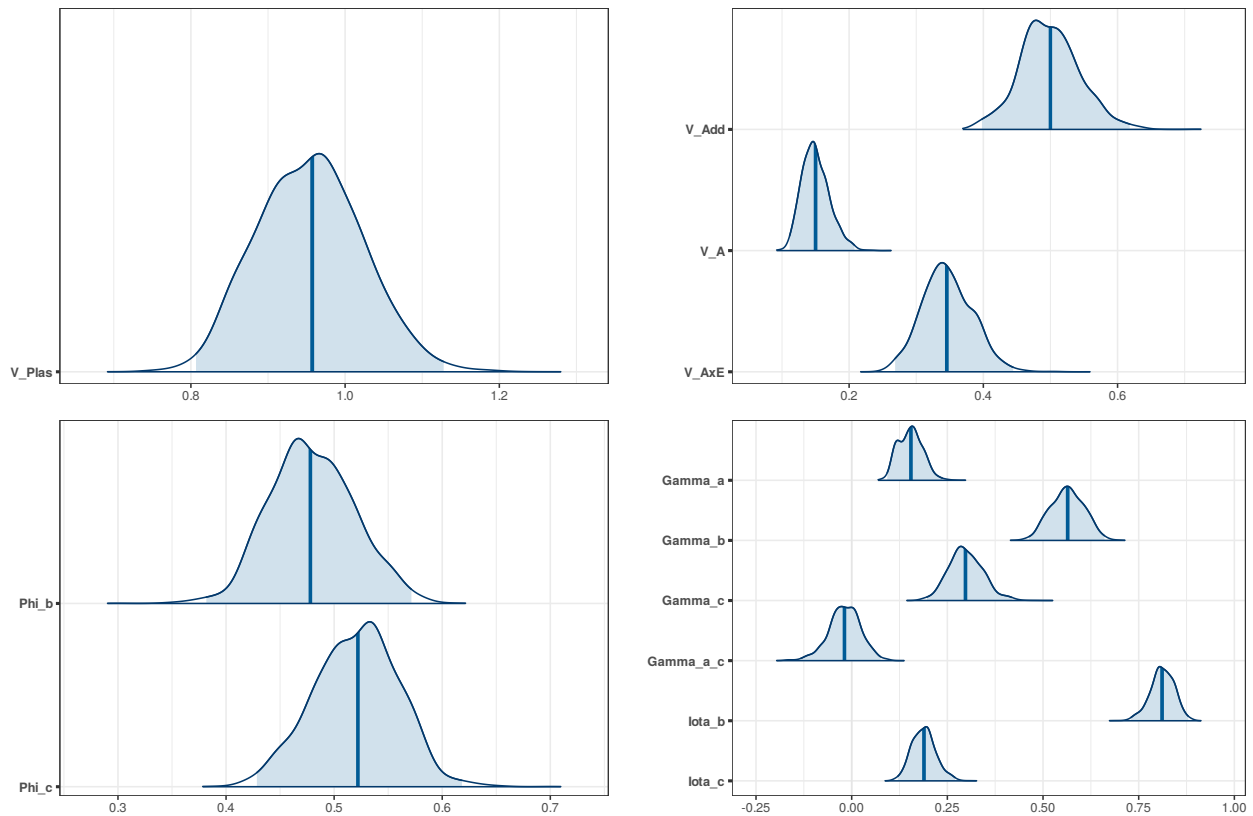 V_Plas
0.8 1.0 1.2
V_Add
V_A
V_AxE
0.2 0.4 0.6
Phi_b
Phi_c
0.3 0.4 0.5 0.6 0.7
Gamma_a
Gamma_b
Gamma_c
Gamma_a_c
Iota_b
Iota_c
-0.25 0.00 0.25 0.50 0.75 1.00